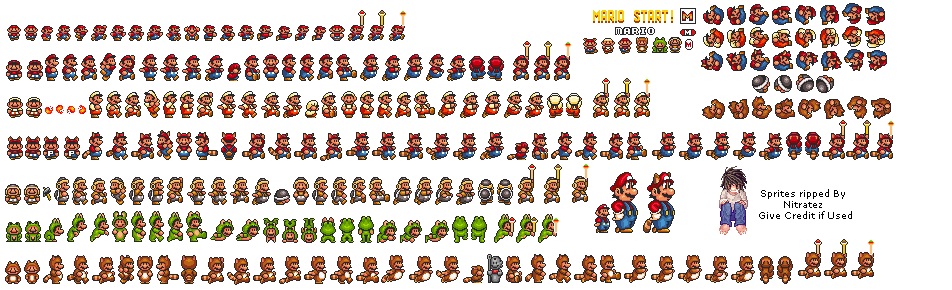 MARIO START!
M
MARIO
M
M
Sprites ripped By
Nitratez
Give Credit if Used